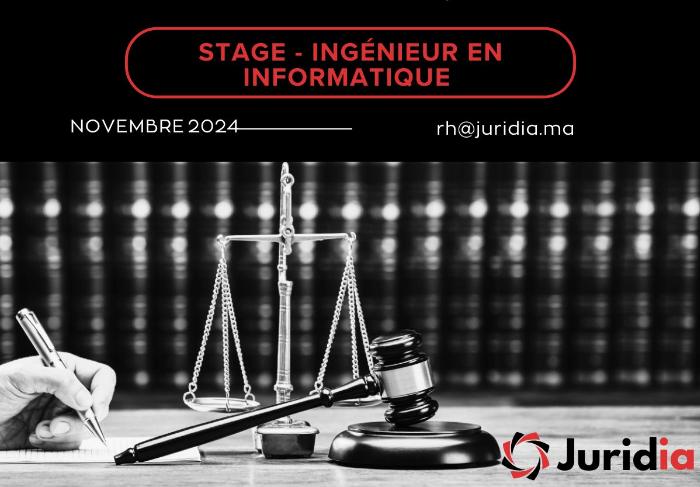 STAGE - INGÉNIEUR EN
INFORMATIQUE
NOVEMBRE 2024
rh@juridia.ma
Juridia